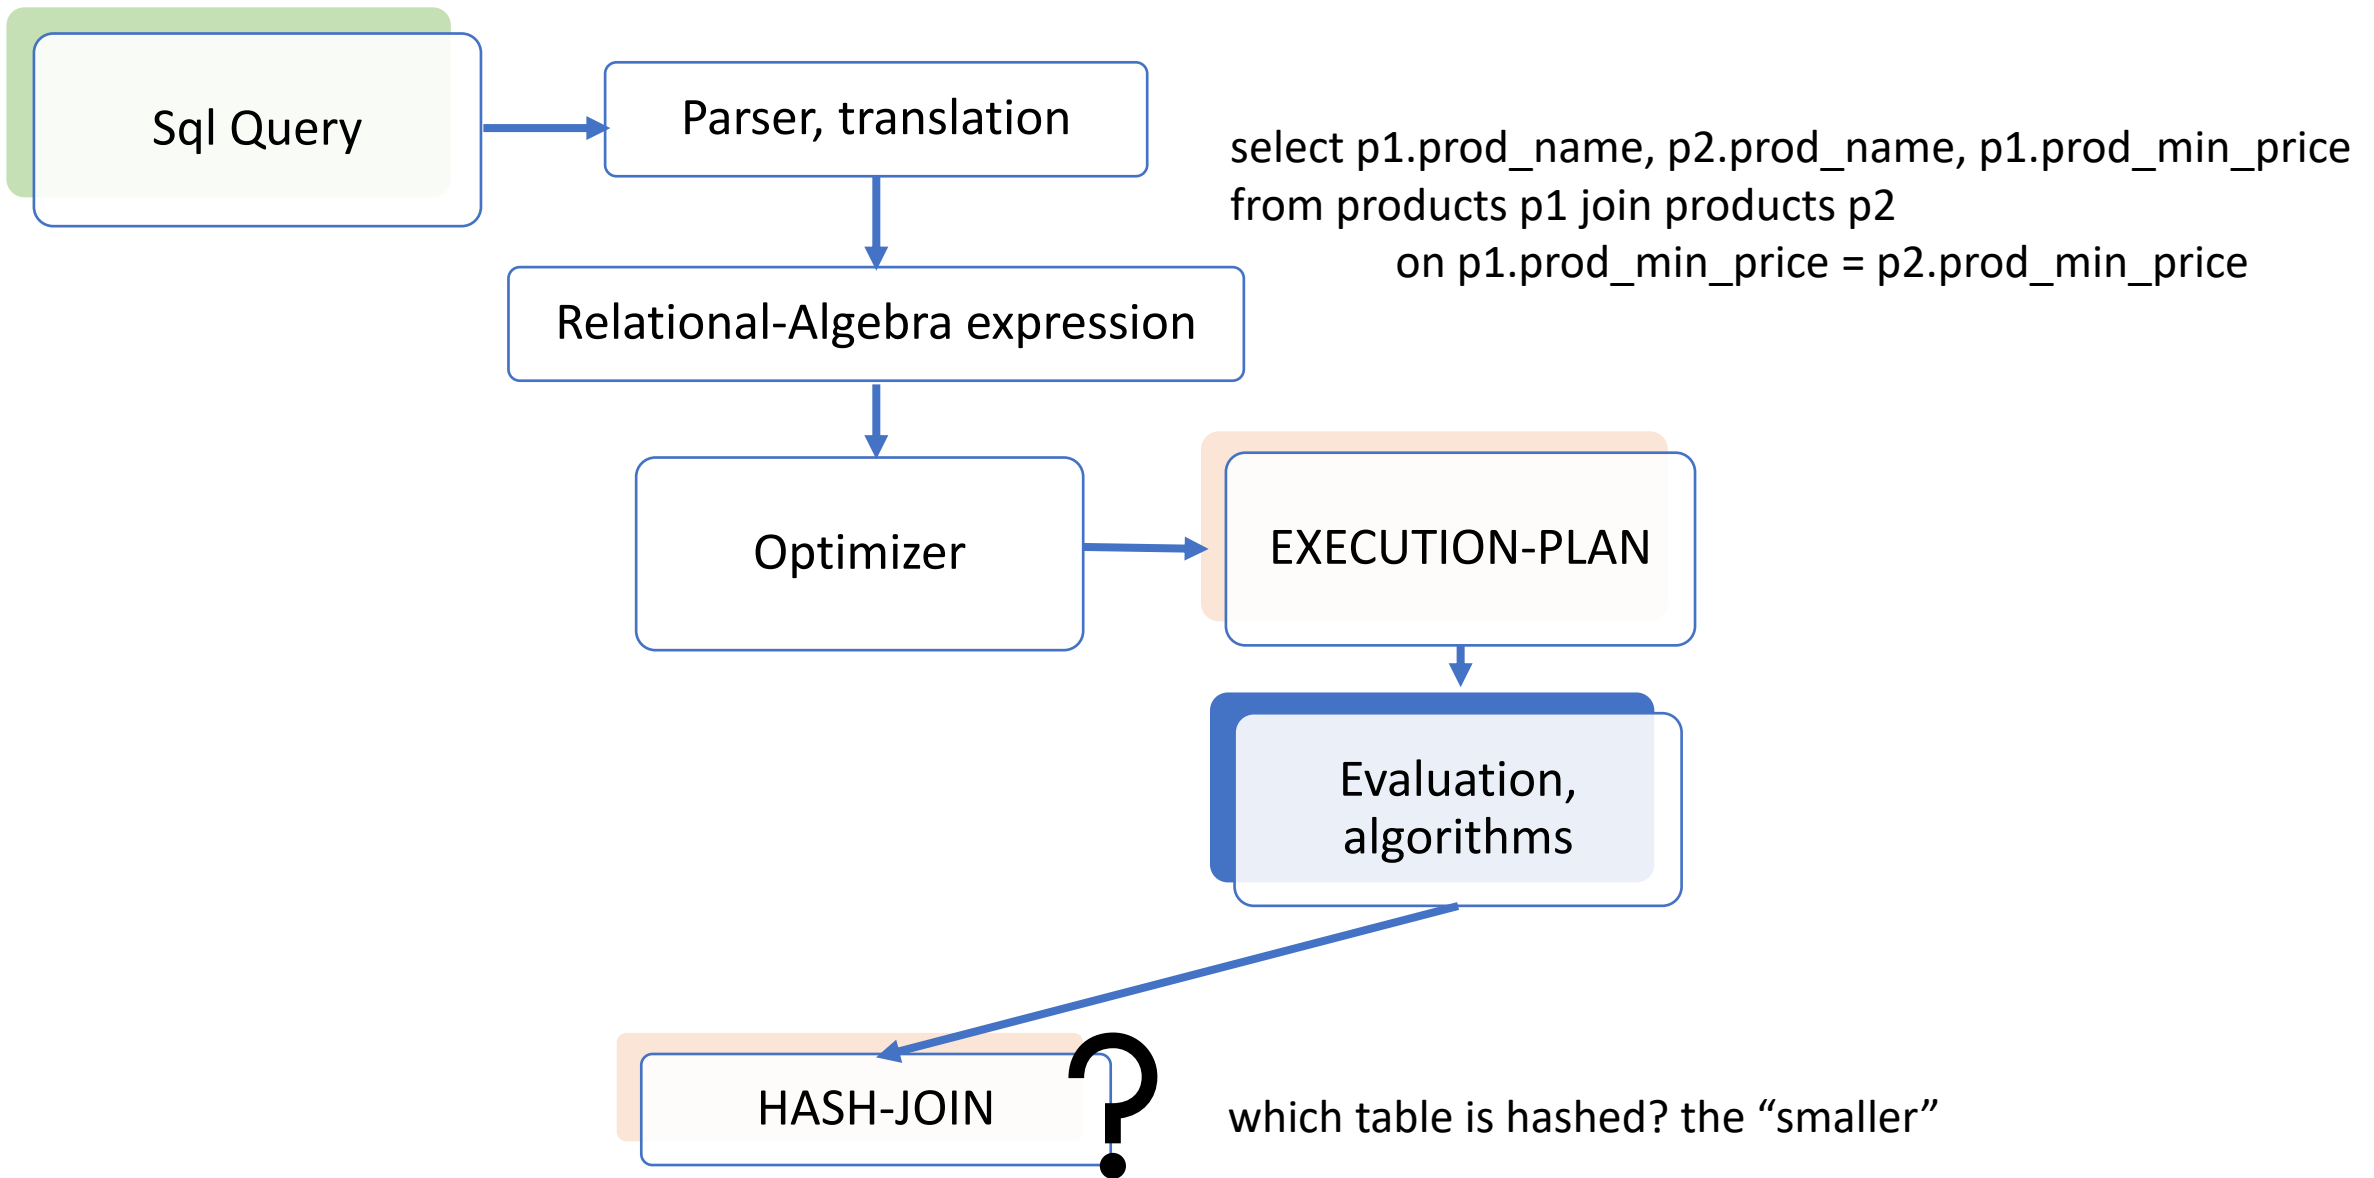 Sql Query
Parser, translation
select p1.prod_name, p2.prod_name, p1.prod_min_price
from products p1 join products p2
on p1.prod_min_price = p2.prod_min_price
Relational-Algebra expression
Optimizer
EXECUTION-PLAN
Evaluation,
algorithms
HASH-JOIN
?
which table is hashed? the “smaller”